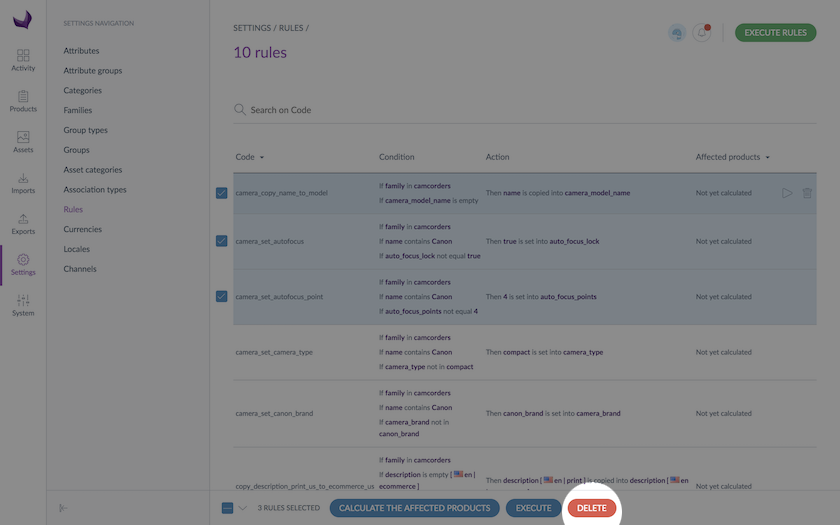 SETTINGS NAVIGATION
Activity
Products
Assets
Imports
Exports
Settings
System
Attributes
Attribute groups
Categories
Families
Group types
Groups
Asset categories
Association types
Rules
Currencies
Locales
Channels
SETTINGS / RULES /
10 rules
EXECUTE RULES
Search on Code
Code Condition Action Affected products
camera_copy_name_to_model
If family in camcorders
If camera_model_name is empty
Then name is copied into camera_model_name
Not yet calculated
camera_set_autofocus
If family in camcorders
If name contains Canon
If auto_focus_lock not equal true
Then true is set into auto_focus_lock
Not yet calculated
camera_set_autofocus_point
If family in camcorders
If name contains Canon
If auto_focus_points not equal 4
Then 4 is set into auto_focus_points
Not yet calculated
camera_set_camera_type
If family in camcorders
If name contains Canon
If camera_type not in compact
Then compact is set into camera_type
Not yet calculated
camera_set_canon_brand
If family in camcorders
If name contains Canon
If camera_brand not in
canon_brand
Then canon_brand is set into camera_brand
Not yet calculated
copy_description_print_us_to_ecommerce_us
If family in camcorders
If description is empty [ en |
ecommerce ]
Then description [ en | print ] is copied into description [ en
Not yet calculated
3 RULES SELECTED
CALCULATE THE AFFECTED PRODUCTS
EXECUTE
DELETE